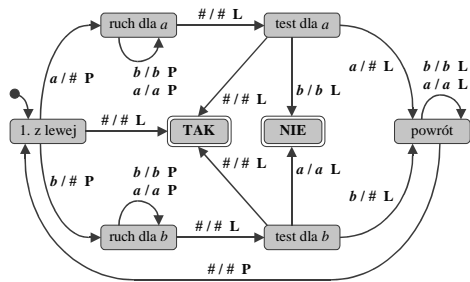 ruch dla a
# / #  L
test dla a
a / #  P
b / b  P
a / a  P
# / #  L
b / b  L
a / #  L
b / b  L
a / a  L
1. z lewej
# / #  L
TAK
NIE
powrót
b / #  P
b / b  P
a / a  P
# / #  L
a / a  L
b / #  L
ruch dla b
# / #  L
test dla b
# / #  P